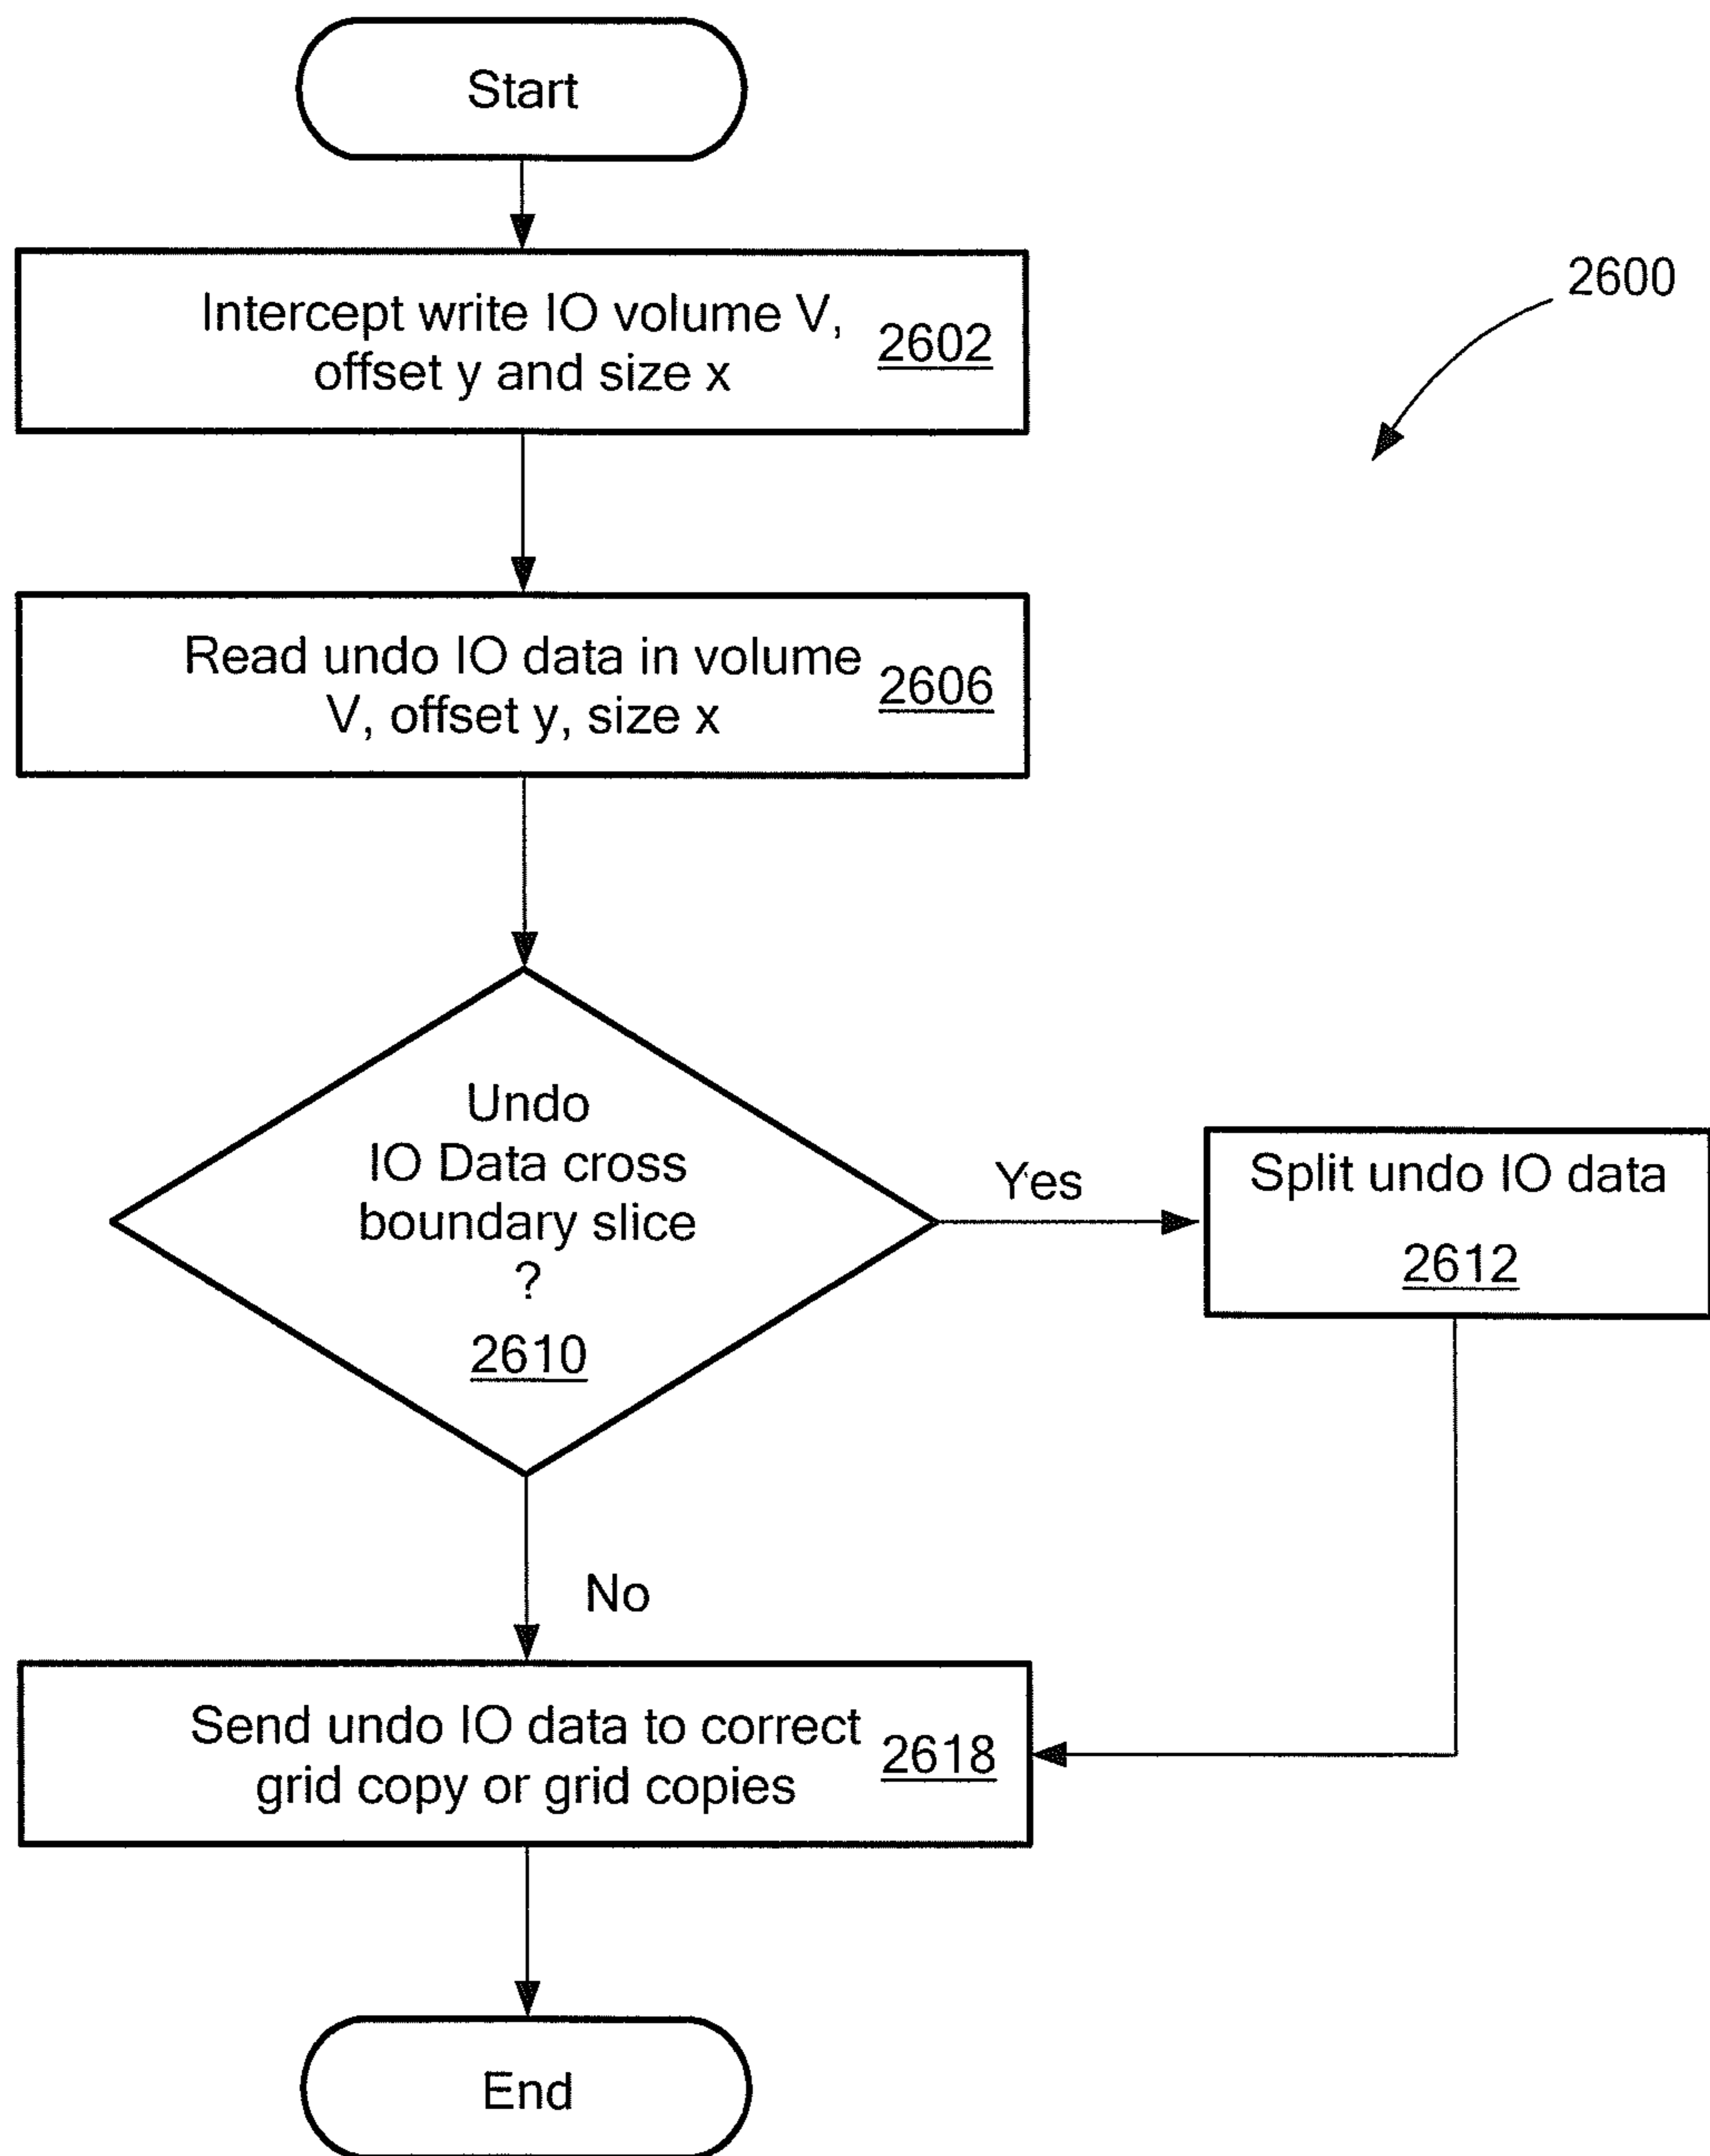 Start
Intercept write IO volume V,
offset y and size x
2602
2600
Read undo IO data in volume
V, offset y, size x
2606
Undo
IO Data cross
boundary slice
?
2610
Yes
Split undo IO data
2612
No
Send undo IO data to correct
grid copy or grid copies
2618
End